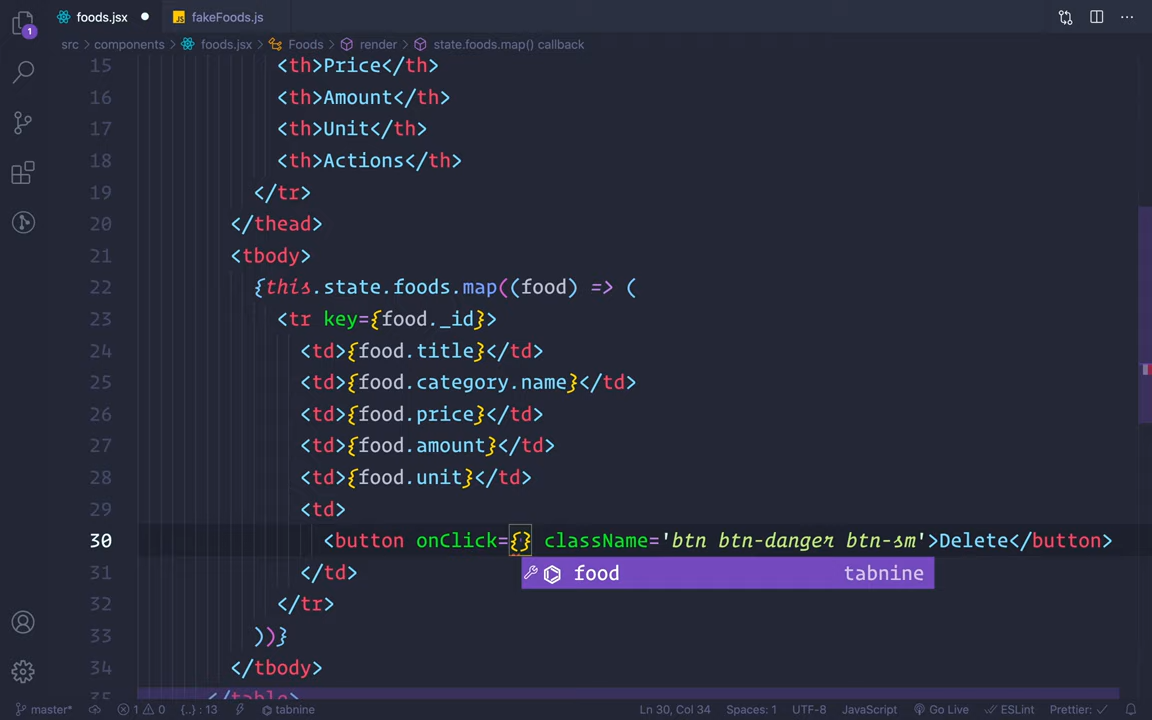 foods.jsx
JS fakeFoods.js
1
src > components > foods.jsx > Foods > render > state.foods.map() callback
15 <th>Price</th>
16 <th>Amount</th>
17 <th>Unit</th>
18 <th>Actions</th>
19 </tr>
20 </thead>
21 <tbody>
22 {this.state.foods.map((food) => (
23 <tr key={food._id}>
24 <td>{food.title}</td>
25 <td>{food.category.name}</td>
26 <td>{food.price}</td>
27 <td>{food.amount}</td>
28 <td>{food.unit}</td>
29 <td>
30 <button onClick={} className='btn btn-danger btn-sm'>Delete</button>
food tabnine
31 </td>
32 </tr>
33 ))}
34 </tbody>
35 </table>
master* 1 0 {..} : 13 tabnine Ln 30, Col 34 Spaces: 1 UTF-8 JavaScript Go Live ESLint Prettier: